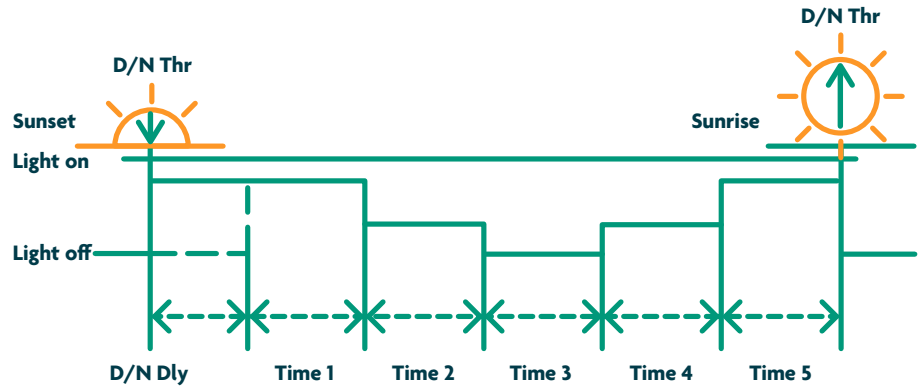 D/N Thr
D/N Thr
Sunset
Sunrise
Light on
Light off
D/N Dly
Time 1
Time 2
Time 3
Time 4
Time 5